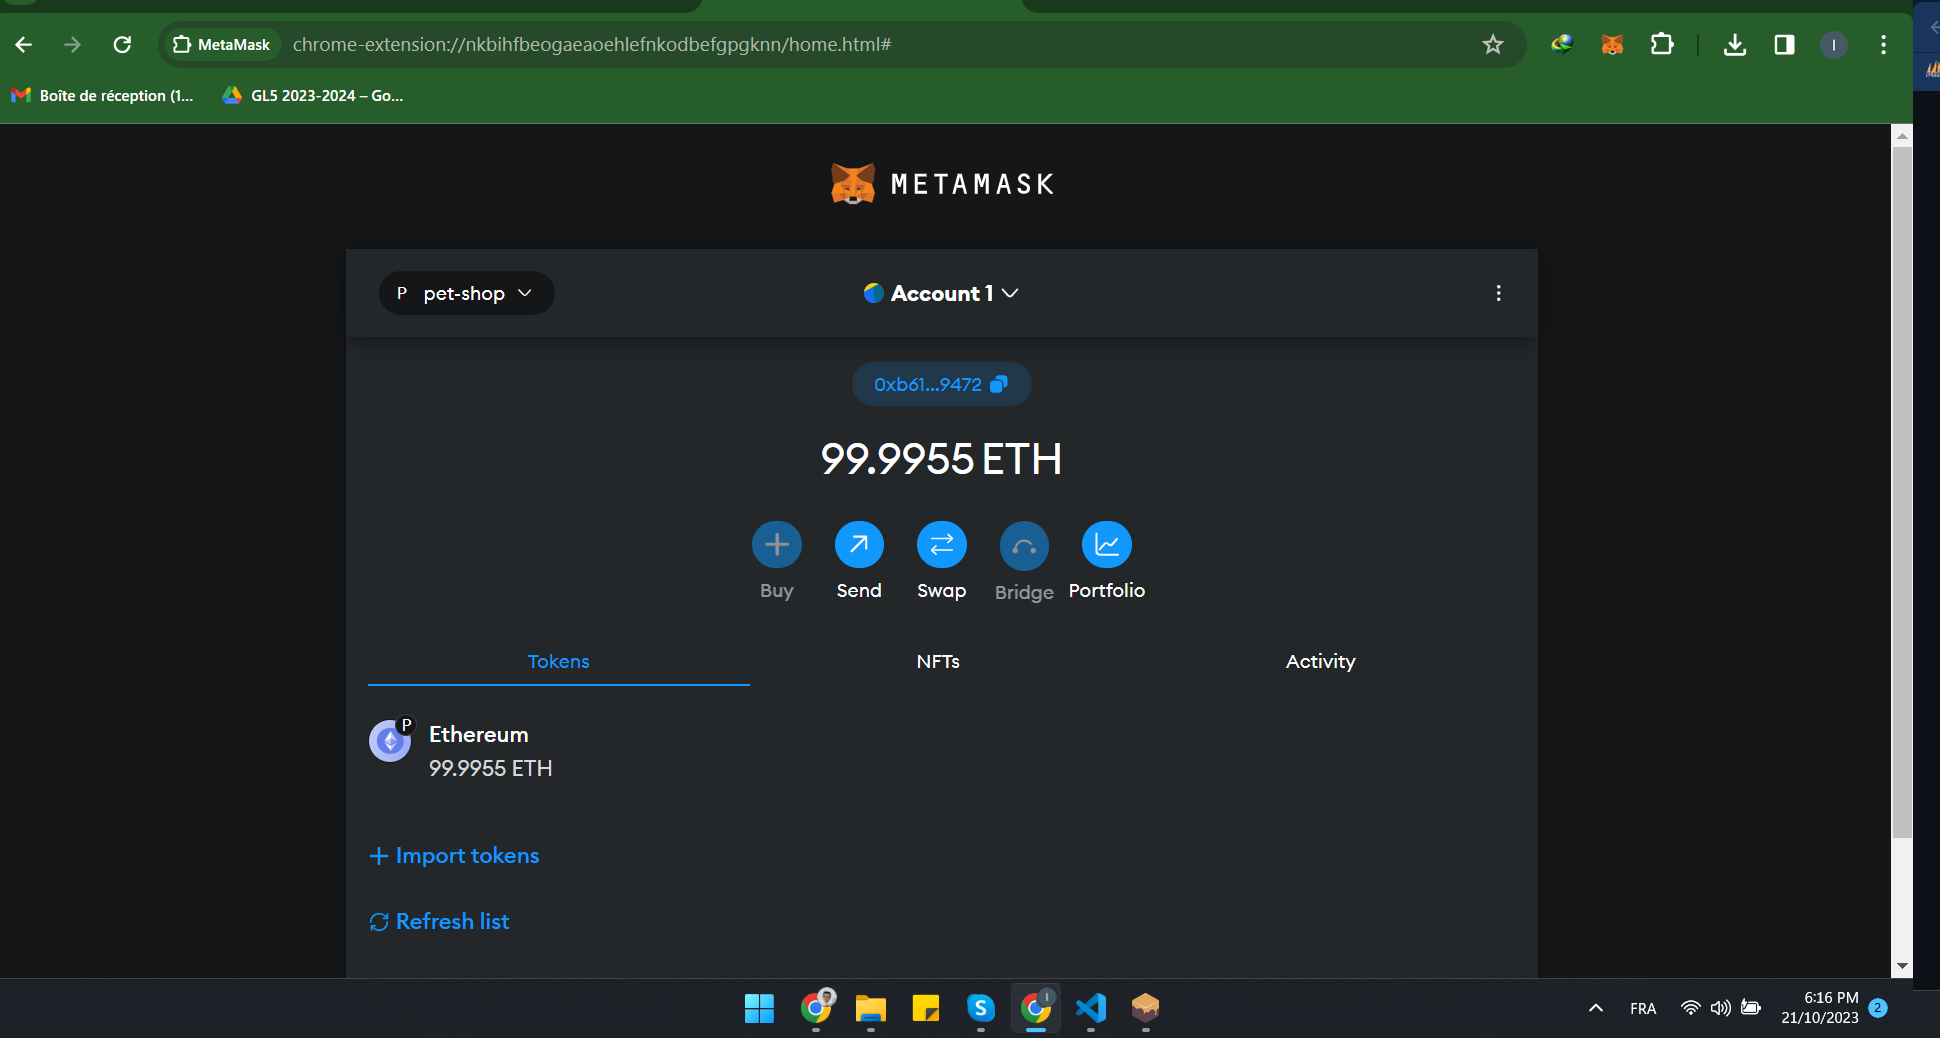 MetaMask
chrome-extension://nkbihfbeogaeaoehlefnkodbefgpgknn/home.html#
I
Boîte de réception (1...
GL5 2023-2024 – Go...
METAMASK
P pet-shop
Account 1
0xb61...9472
99.9955 ETH
Buy
Send
Swap
Bridge
Portfolio
Tokens
NFTs
Activity
P
Ethereum
99.9955 ETH
Import tokens
Refresh list
S
I
FRA
6:16 PM
21/10/2023
2